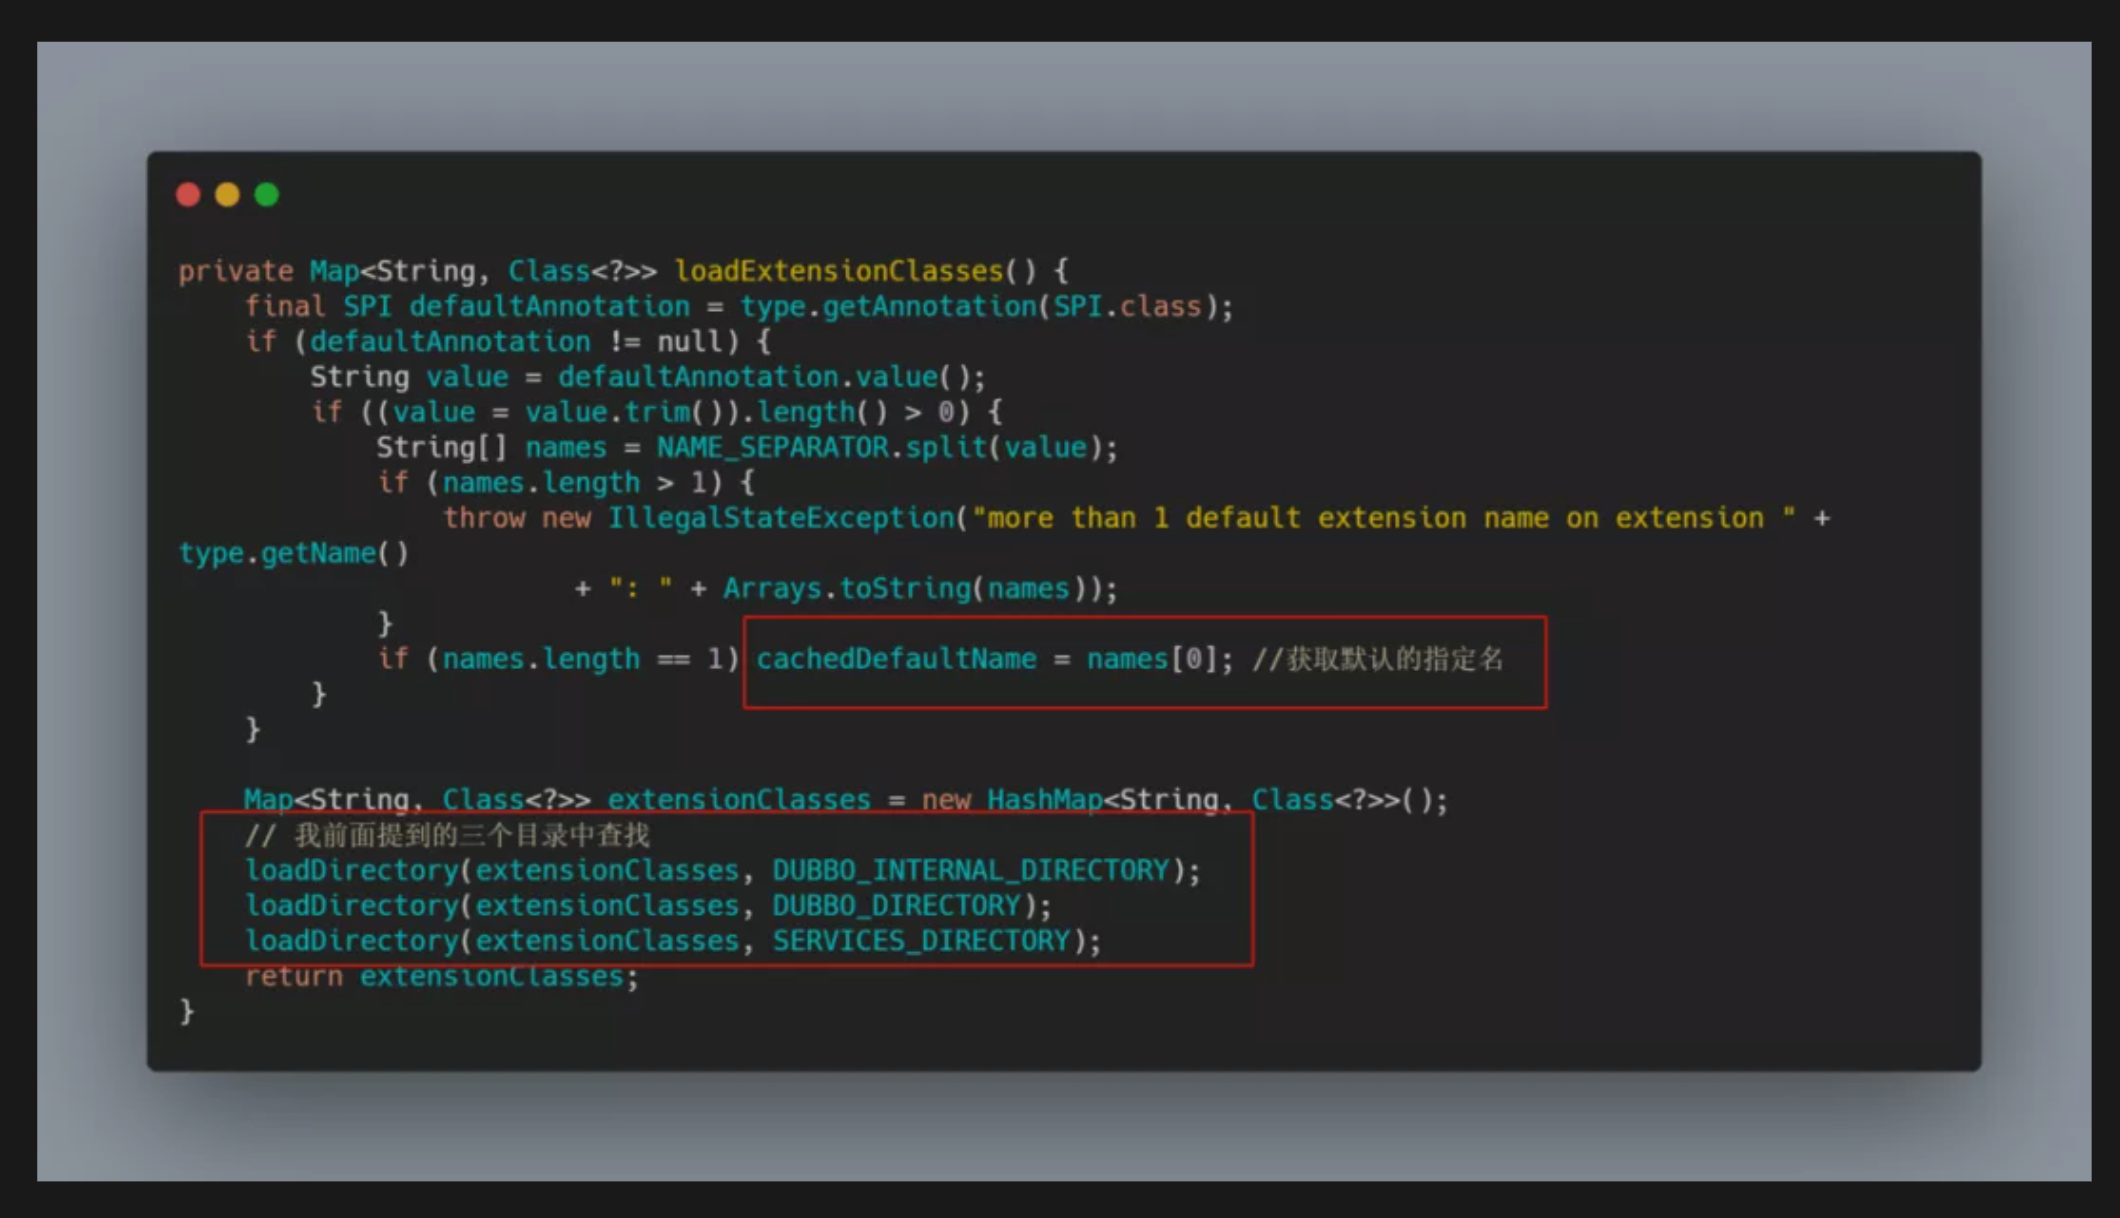 private Map<String, Class<?>> loadExtensionClasses() {
    final SPI defaultAnnotation = type.getAnnotation(SPI.class);
    if (defaultAnnotation != null) {
        String value = defaultAnnotation.value();
        if ((value = value.trim()).length() > 0) {
            String[] names = NAME_SEPARATOR.split(value);
            if (names.length > 1) {
                throw new IllegalStateException("more than 1 default extension name on extension " +
type.getName()
                        + ": " + Arrays.toString(names));
            }
            if (names.length == 1) cachedDefaultName = names[0]; //获取默认的指定名
        }
    }
    Map<String, Class<?>> extensionClasses = new HashMap<String, Class<?>>();
    // 我前面提到的三个目录中查找
    loadDirectory(extensionClasses, DUBBO_INTERNAL_DIRECTORY);
    loadDirectory(extensionClasses, DUBBO_DIRECTORY);
    loadDirectory(extensionClasses, SERVICES_DIRECTORY);
    return extensionClasses;
}